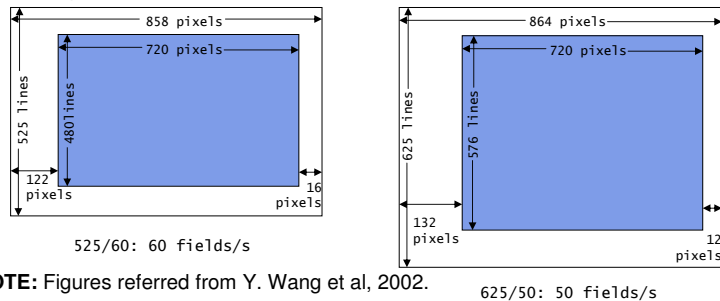 858 pixels
720 pixels
525 lines
480lines
122
pixels
16
pixels
525/60: 60 fields/s
864 pixels
720 pixels
625 lines
576 lines
132
pixels
12
pixels
625/50: 50 fields/s
OTE: Figures referred from Y. Wang et al, 2002.